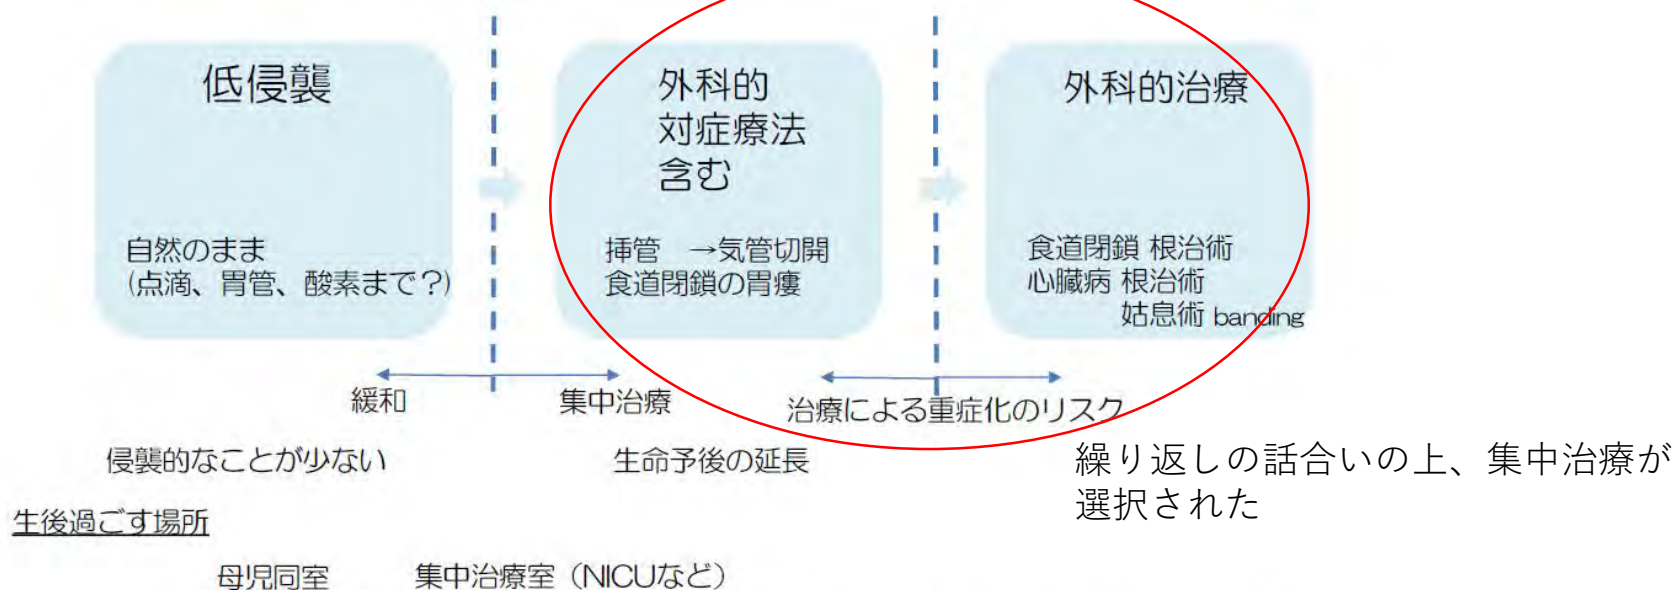 低侵襲
自然のまま
(点滴、胃管、酸素まで？)
外科的
対症療法
含む
挿管　→気管切開
食道閉鎖の胃瘻
外科的治療
食道閉鎖 根治術
心臓病 根治術
姑息術 banding
緩和
集中治療
治療による重症化のリスク
侵襲的なことが少ない
生命予後の延長
繰り返しの話合いの上、集中治療が
選択された
生後過ごす場所
母児同室
集中治療室（NICUなど）